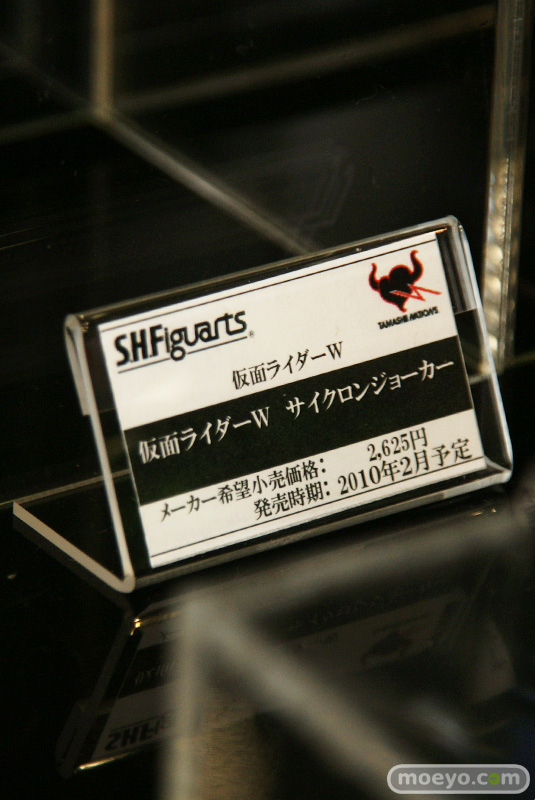 S.H.Figuarts®
TAMASHII NATIONS
仮面ライダーW
仮面ライダーW サイクロンジョーカー
メーカー希望小売価格: 2,625円
発売時期: 2010年2月予定
S.H.Figuarts
moeyo.com